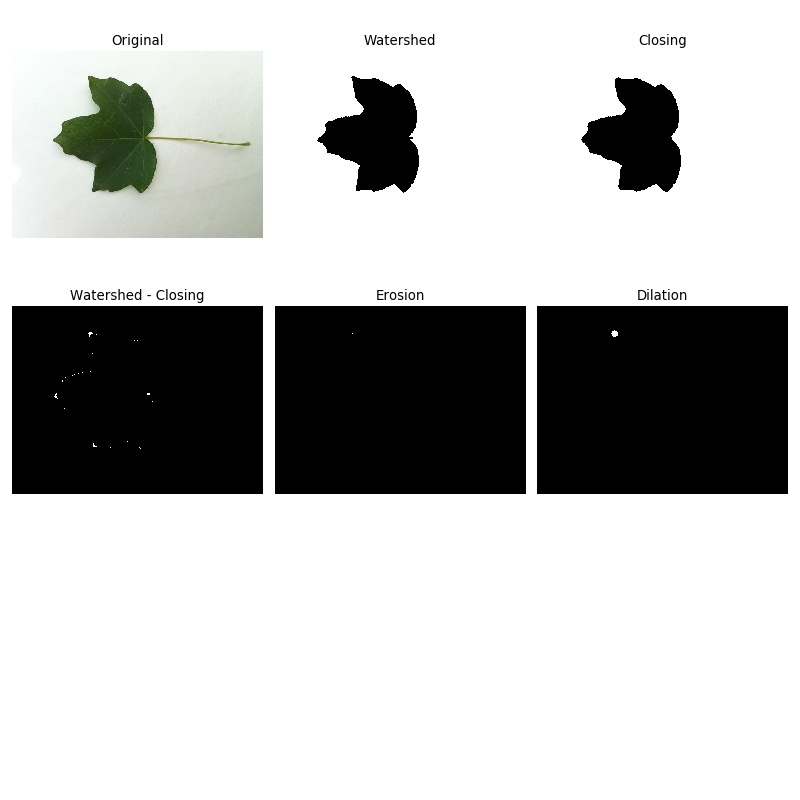 Original
Watershed
Closing
Watershed - Closing
Erosion
Dilation